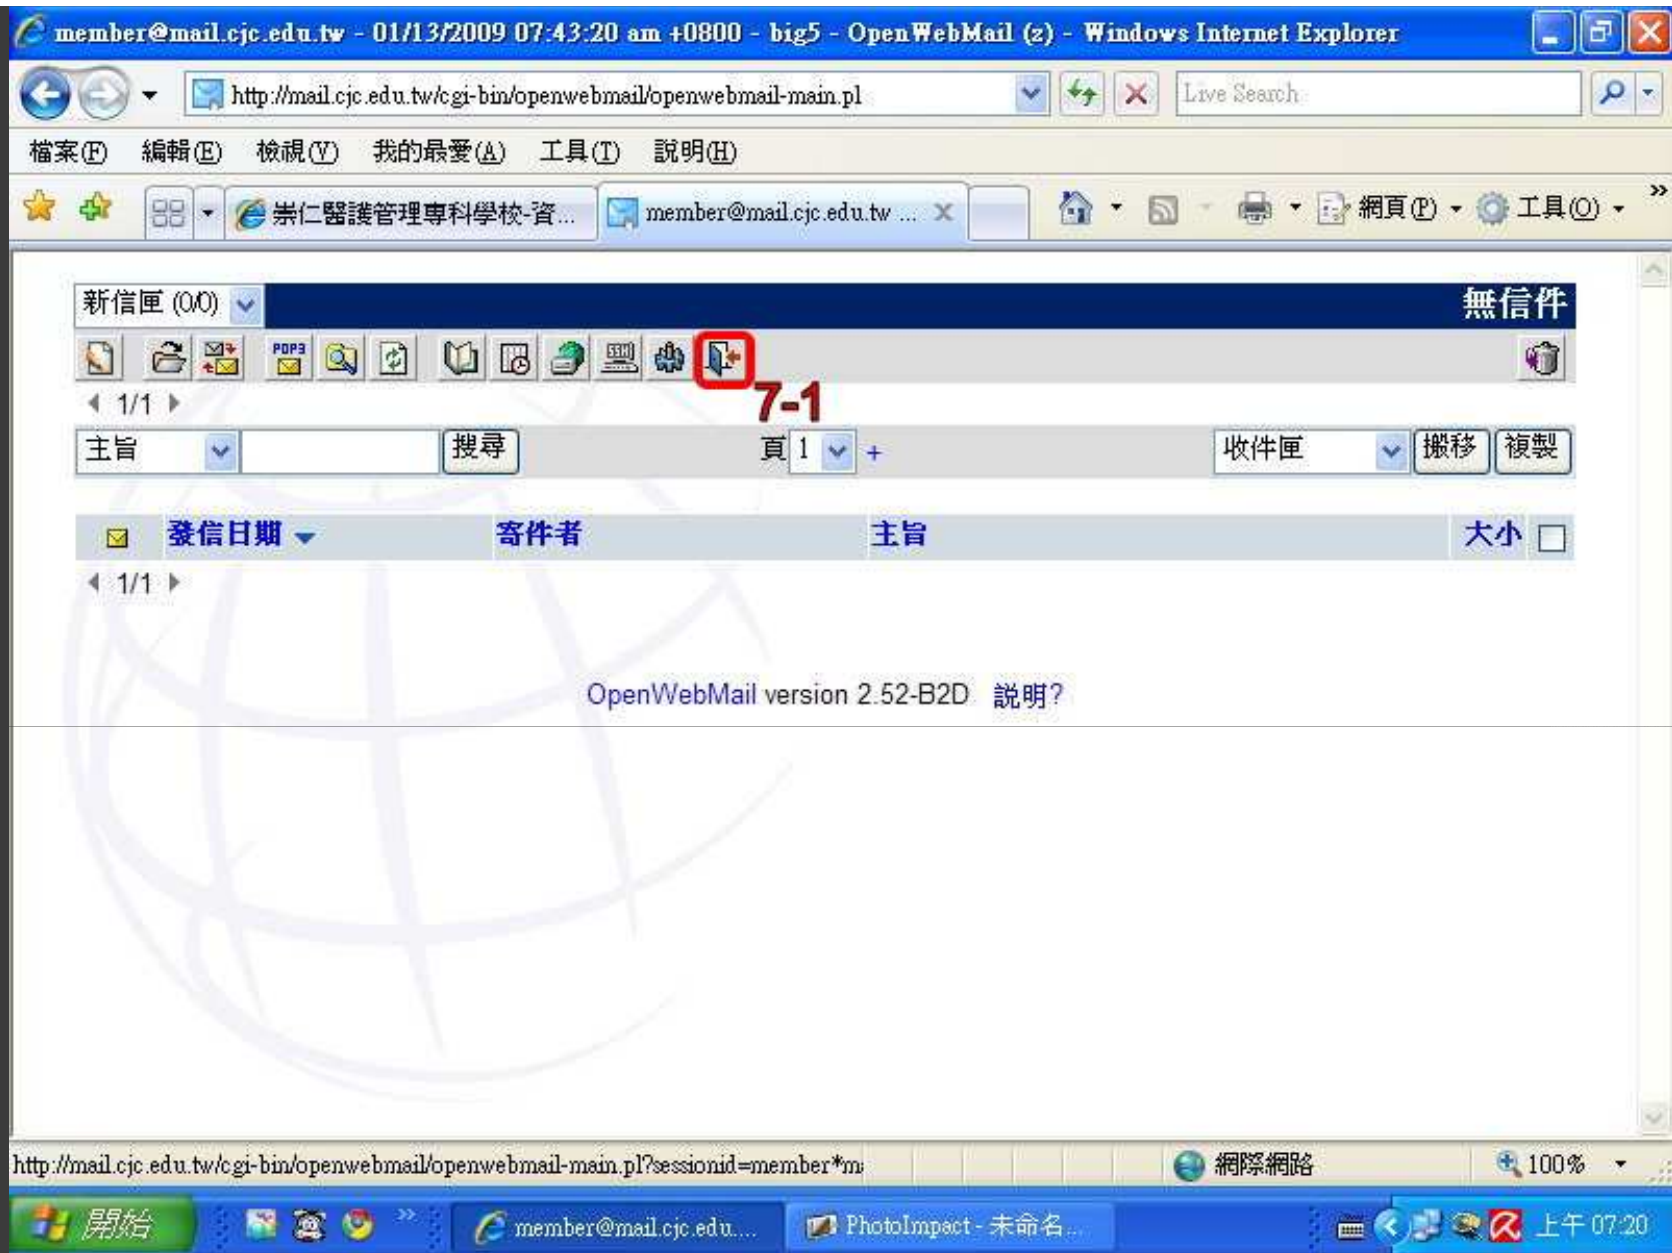 member@mail.cjc.edu.tw - 01/13/2009 07:43:20 am +0800 - big5 - OpenWebMail (z) - Windows Internet Explorer
http://mail.cjc.edu.tw/cgi-bin/openwebmail/openwebmail-main.pl Live Search
檔案(F) 編輯(E) 檢視(V) 我的最愛(A) 工具(T) 說明(H)
崇仁醫護管理專科學校-資... member@mail.cjc.edu.tw ... 網頁(P) 工具(O) »
新信匣 (0/0) 無信件
POP3 SSH
7-1
1/1
主旨 搜尋 頁 1 + 收件匣 搬移 複製
發信日期 寄件者 主旨 大小
1/1
OpenWebMail version 2.52-B2D 說明?
http://mail.cjc.edu.tw/cgi-bin/openwebmail/openwebmail-main.pl?sessionid=member*m 網際網路 100%
開始 » member@mail.cjc.edu.... PhotoImpact - 未命名... 上午 07:20